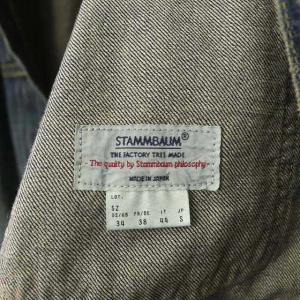 STAMMBAUM®
THE FACTORY TREE MADE
- The quality by Stammbaum philosophy -
MADE IN JAPAN
LOT.
SZ
US/GB FR/DE IT JP
34 38 44 S